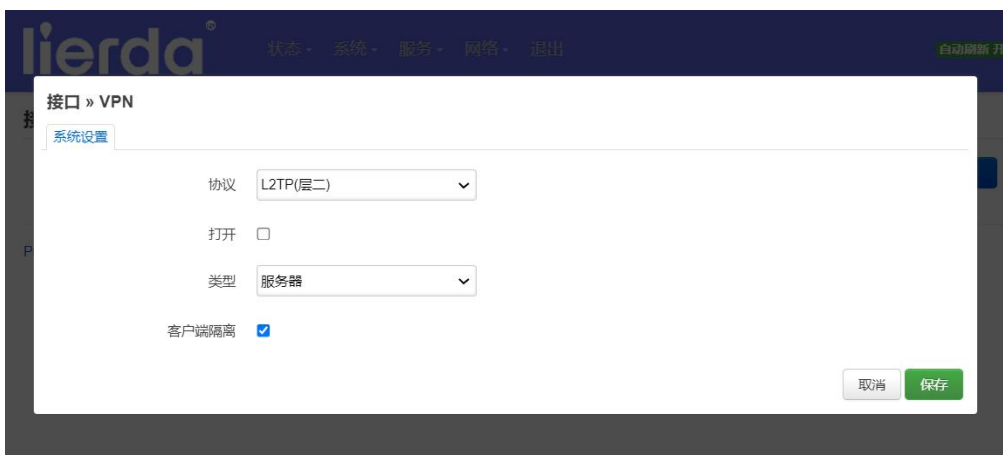 lierda®
状态 系统 服务 网络 退出
自动刷新 开
接口 » VPN
系统设置
协议 L2TP(层二)
打开
类型 服务器
客户端隔离
取消 保存